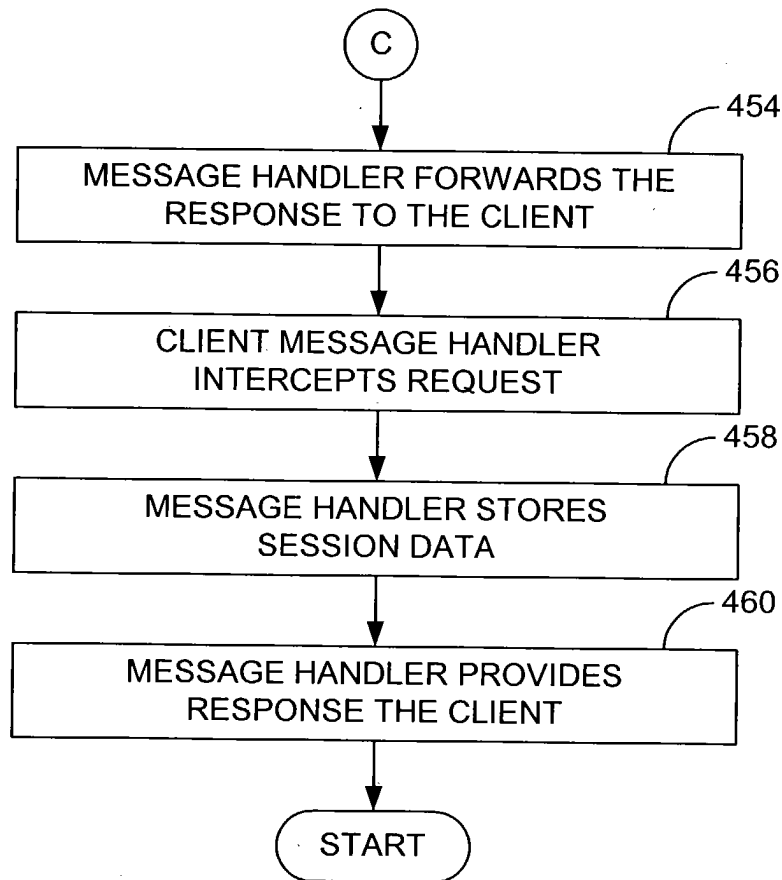 C
454
MESSAGE HANDLER FORWARDS THE
RESPONSE TO THE CLIENT
456
CLIENT MESSAGE HANDLER
INTERCEPTS REQUEST
458
MESSAGE HANDLER STORES
SESSION DATA
460
MESSAGE HANDLER PROVIDES
RESPONSE THE CLIENT
START